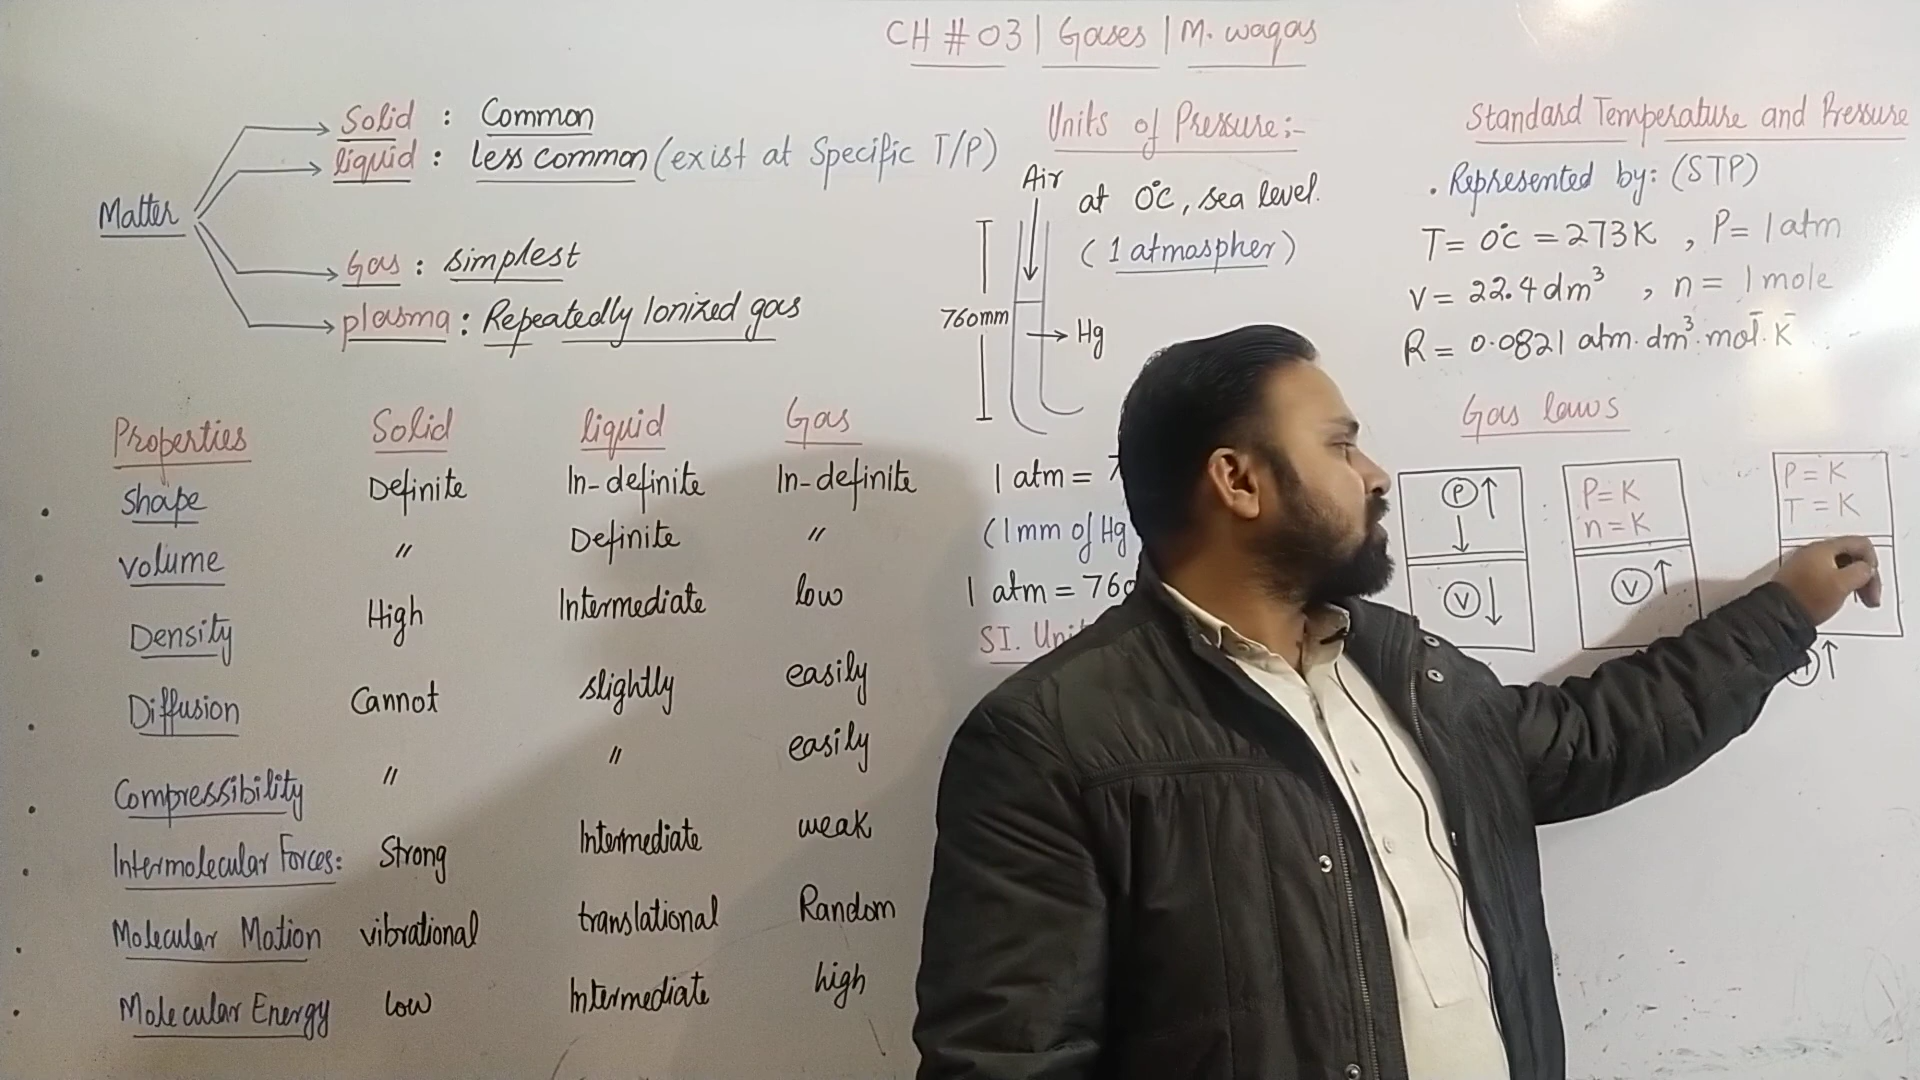 CH # 03 | Gases | M. waqas
Matter
Solid : Common
liquid : less common (exist at Specific T/P)
Gas : simplest
plasma : Repeatedly Ionized gas
Properties Solid liquid Gas
Shape Definite In-definite In-definite
volume " Definite "
Density High Intermediate low
Diffusion Cannot slightly easily
Compressibility " " easily
Intermolecular Forces: Strong Intermediate weak
Molecular Motion vibrational translational Random
Molecular Energy low Intermediate high
Units of Pressure:-
Air
at 0°C, sea level.
(1 atmospher)
760mm
Hg
1 atm =
(1mm of Hg
1 atm = 760
SI.
Standard Temperature and Pressure
. Represented by: (STP)
T= 0°C = 273K , P= 1 atm
V= 22.4 dm³ , n = 1 mole
R = 0.0821 atm.dm³.mol⁻.K⁻
Gas laws
P ↑
↓
V ↓
P= K
n = K
V ↑
P= K
T = K
↑